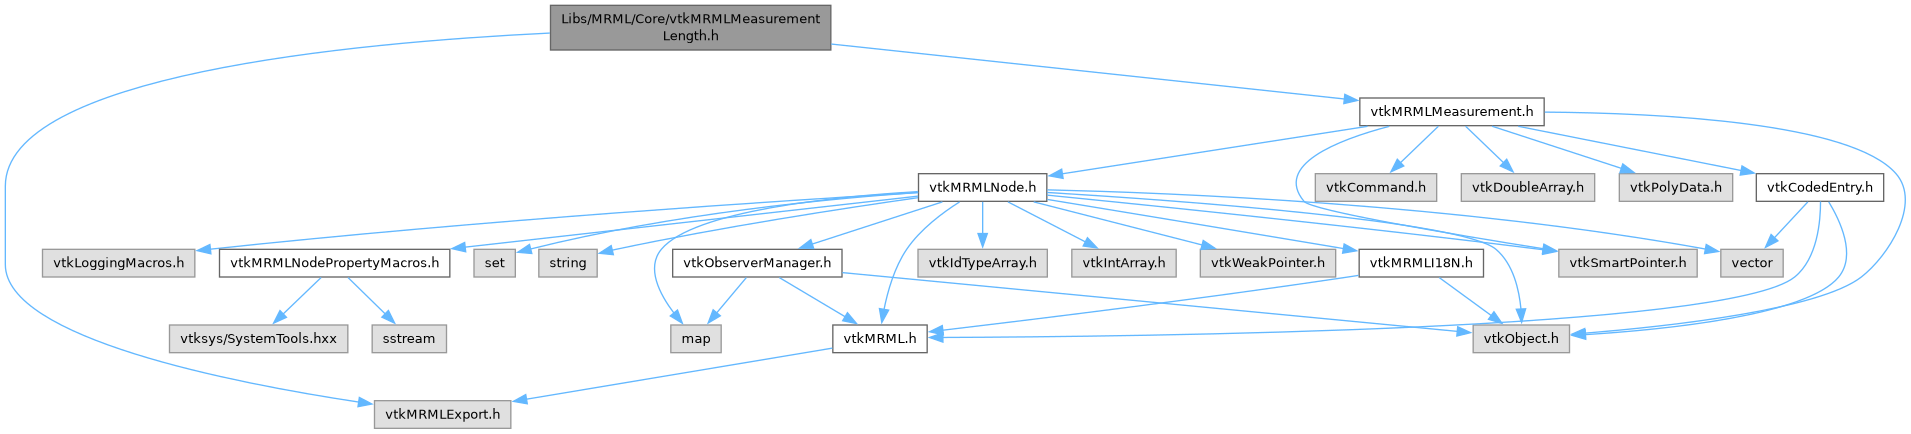 Libs/MRML/Core/vtkMRMLMeasurement
Length.h
vtkMRMLMeasurement.h
vtkMRMLNode.h
vtkCommand.h
vtkDoubleArray.h
vtkPolyData.h
vtkCodedEntry.h
vtkLoggingMacros.h
vtkMRMLNodePropertyMacros.h
set
string
vtkObserverManager.h
vtkIdTypeArray.h
vtkIntArray.h
vtkWeakPointer.h
vtkMRMLI18N.h
vtkSmartPointer.h
vector
vtksys/SystemTools.hxx
sstream
map
vtkMRML.h
vtkObject.h
vtkMRMLExport.h